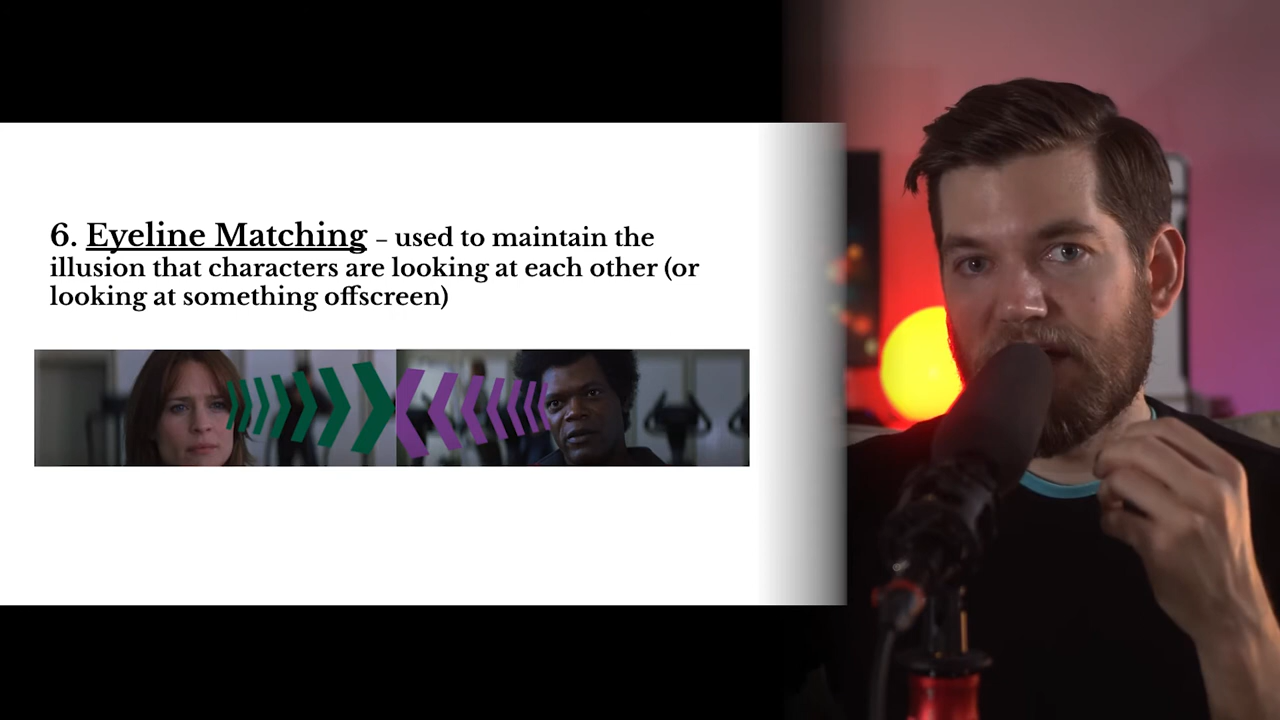 6. Eyeline Matching – used to maintain the
illusion that characters are looking at each other (or
looking at something offscreen)